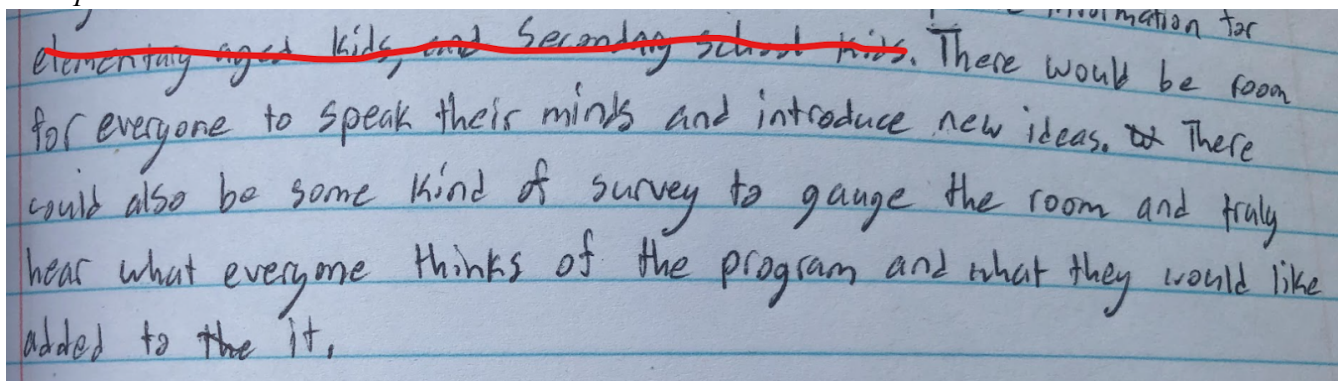 information for
elementary aged kids, and Secondary school kids. There would be room
for everyone to speak their minds and introduce new ideas. There
could also be some kind of survey to gauge the room and truly
hear what everyone thinks of the program and what they would like
added to the it.